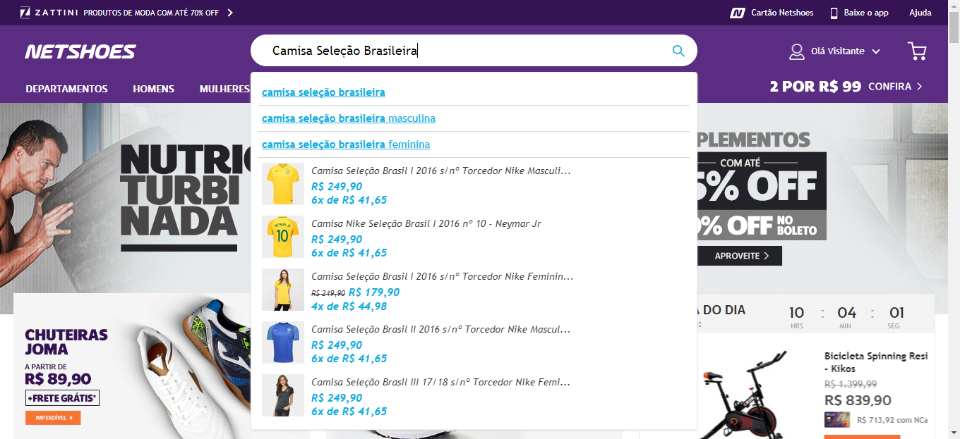 ZATTINI PRODUTOS DE MODA COM ATÉ 70% OFF
Cartão Netshoes
Baixe o app
Ajuda
NETSHOES
Camisa Seleção Brasileira
Olá Visitante
DEPARTAMENTOS
HOMENS
MULHERES
2 POR R$ 99 CONFIRA
camisa seleção brasileira
camisa seleção brasileira masculina
camisa seleção brasileira feminina
Camisa Seleção Brasil I 2016 s/nº Torcedor Nike Masculi...
R$ 249,90
6x de R$ 41,65
Camisa Nike Seleção Brasil I 2016 nº 10 - Neymar Jr
R$ 249,90
6x de R$ 41,65
Camisa Seleção Brasil I 2016 s/nº Torcedor Nike Feminin...
R$ 249,90 R$ 179,90
4x de R$ 44,98
Camisa Seleção Brasil II 2016 s/nº Torcedor Nike Mascul...
R$ 249,90
6x de R$ 41,65
Camisa Seleção Brasil III 17/18 s/nº Torcedor Nike Femi...
R$ 249,90
6x de R$ 41,65
NUTRIÇ
TURBI
NADA
PLEMENTOS
COM ATÉ
5% OFF
0% OFF NO BOLETO
APROVEITE
CHUTEIRAS
JOMA
A PARTIR DE
R$ 89,90
+FRETE GRÁTIS*
IMPERDÍVEL
A DO DIA
10 : 04 : 01
HRS MIN SEG
Bicicleta Spinning Resi
- Kikos
R$ 1.399,99
R$ 839,90
R$ 713,92 com NCa